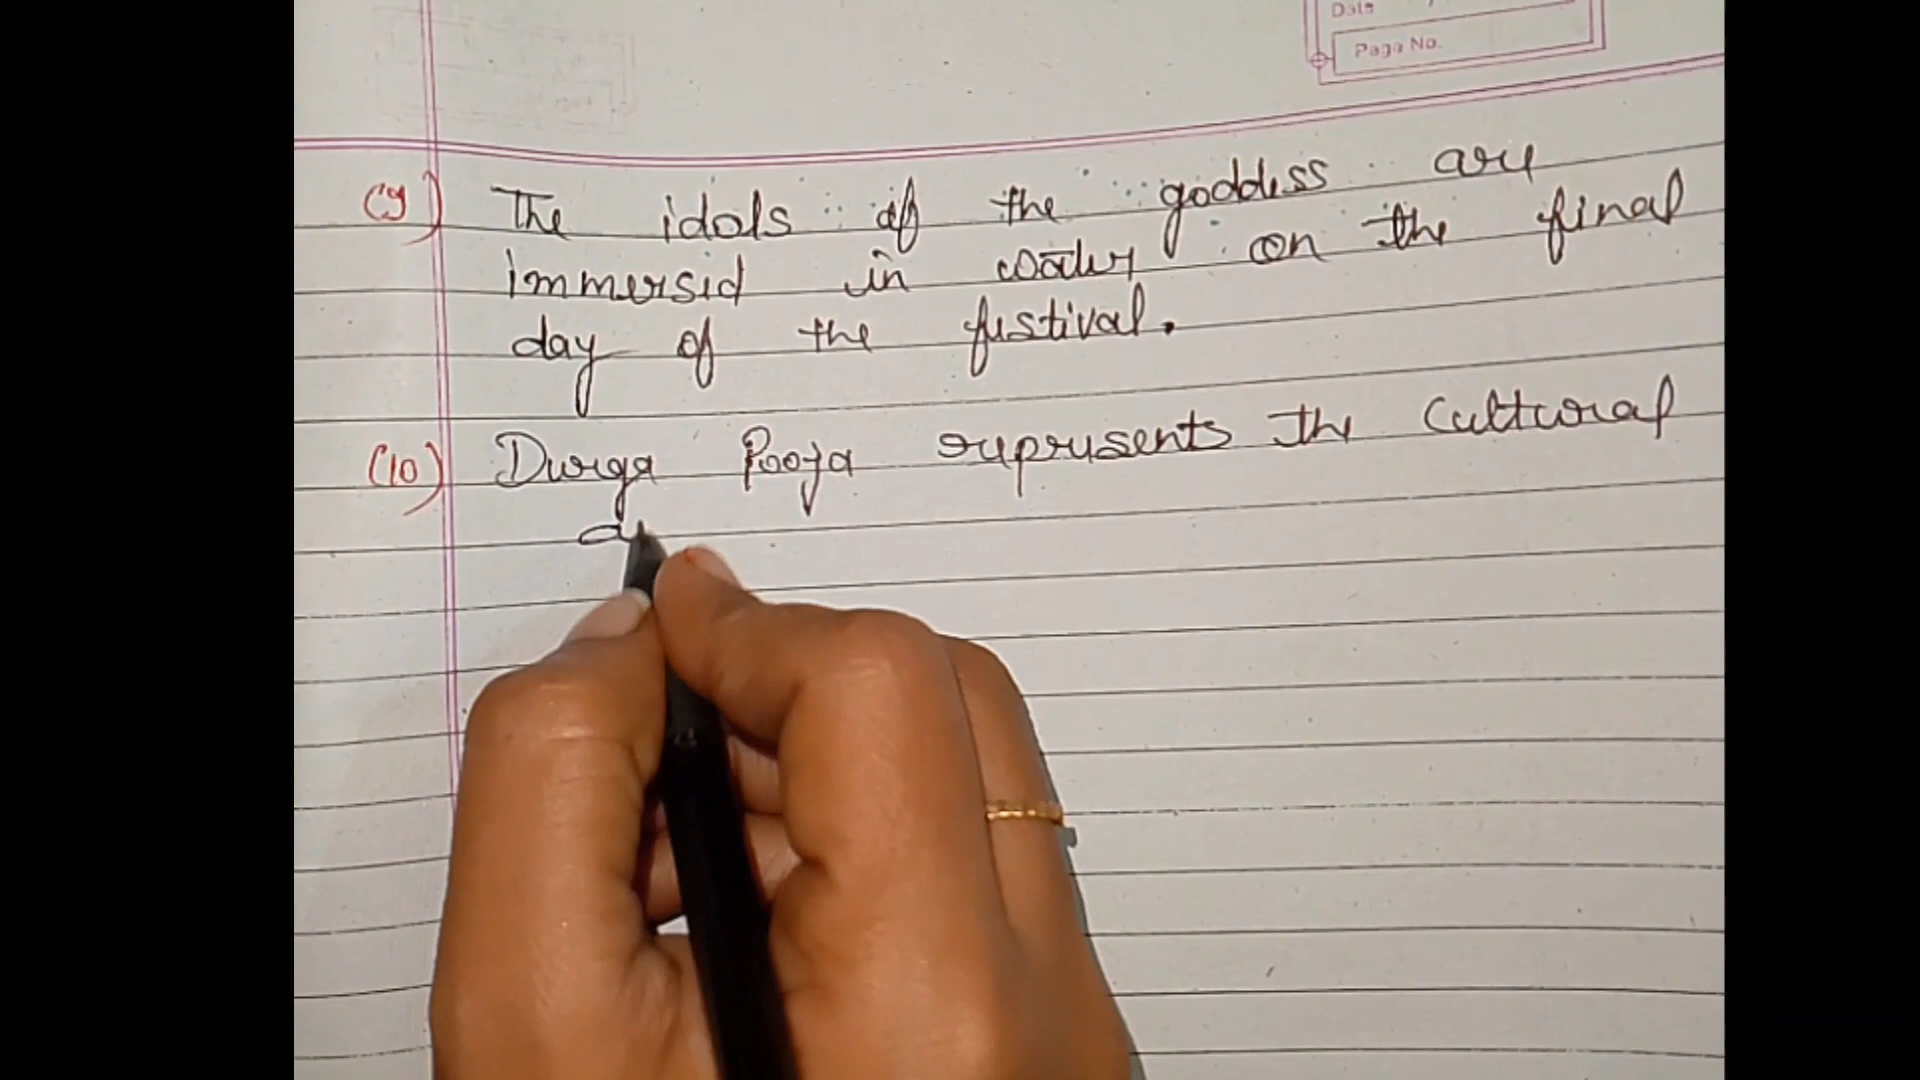 Date
Page No.
(9) The idols of the goddess are
immersed in water on the final
day of the festival.
(10) Durga Pooja represents the Cultural